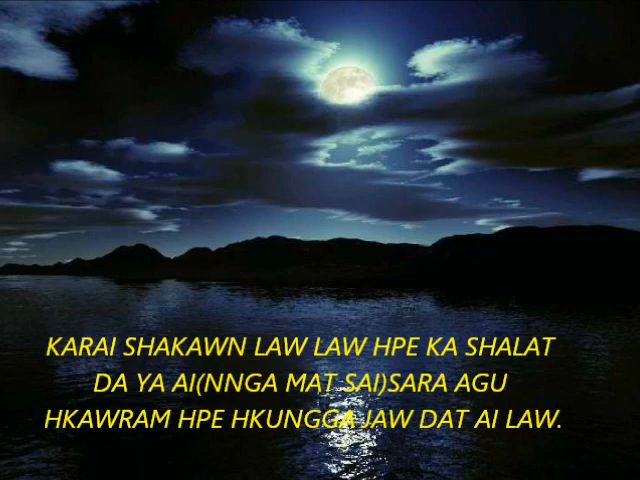 KARAI SHAKAWN LAW LAW HPE KA SHALAT
DA YA AI(NNGA MAT SAI)SARA AGU
HKAWRAM HPE HKUNGGA JAW DAT AI LAW.